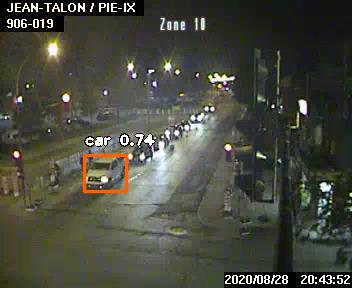 JEAN-TALON / PIE-IX
906-019
Zone 10
car 0.74
2020/08/28 20:43:52